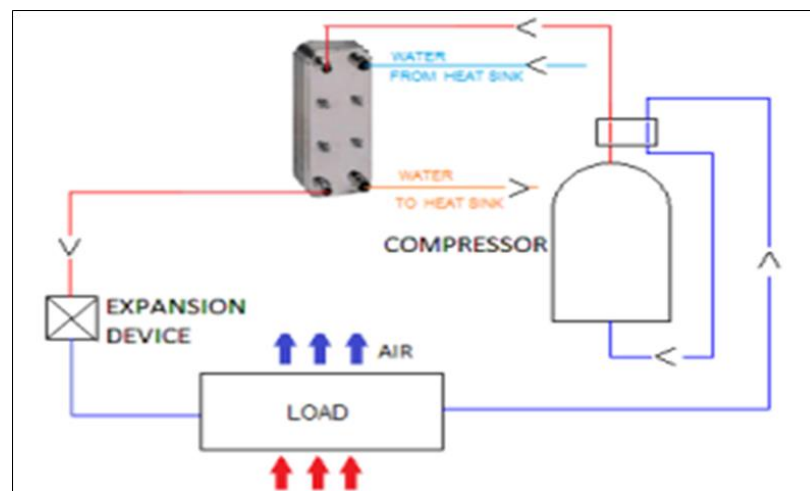 WATER
FROM HEAT SINK
WATER
TO HEAT SINK
COMPRESSOR
EXPANSION
DEVICE
AIR
LOAD